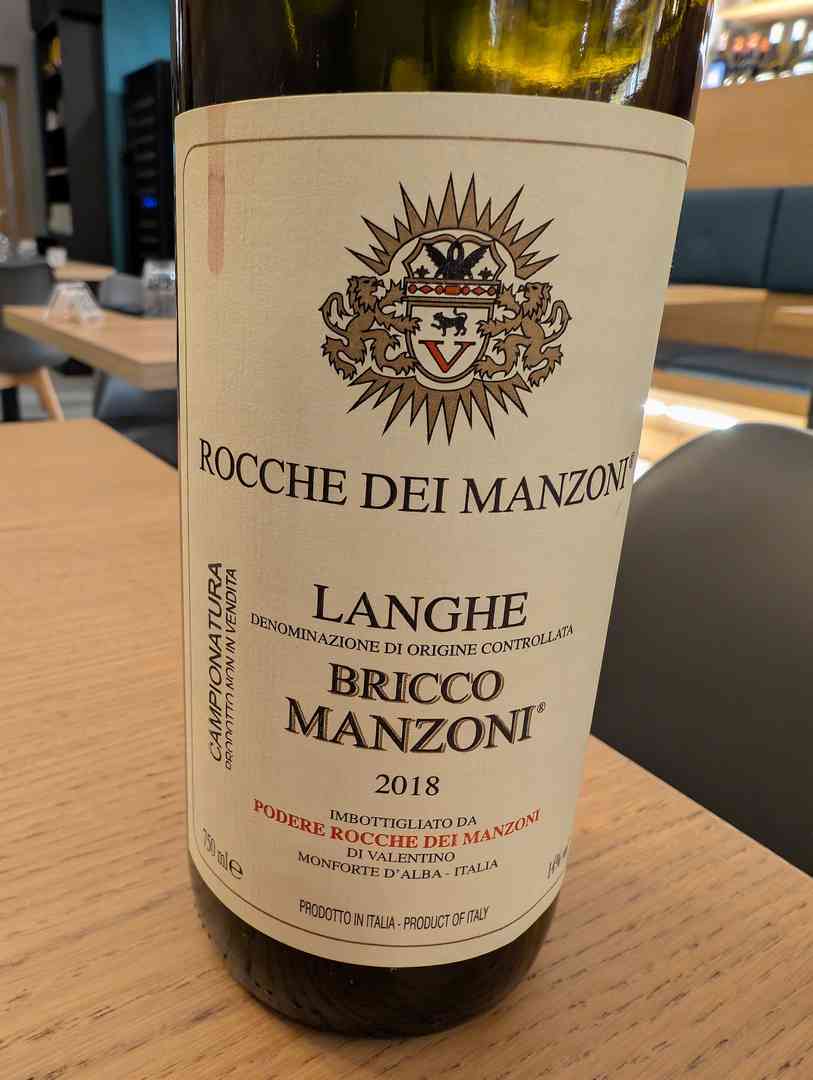 V
ROCCHE DEI MANZONI®
LANGHE
DENOMINAZIONE DI ORIGINE CONTROLLATA
BRICCO
MANZONI®
2018
IMBOTTIGLIATO DA
PODERE ROCCHE DEI MANZONI
DI VALENTINO
MONFORTE D'ALBA - ITALIA
PRODOTTO IN ITALIA - PRODUCT OF ITALY
750 ml e
CAMPIONATURA
PRODOTTO NON IN VENDITA